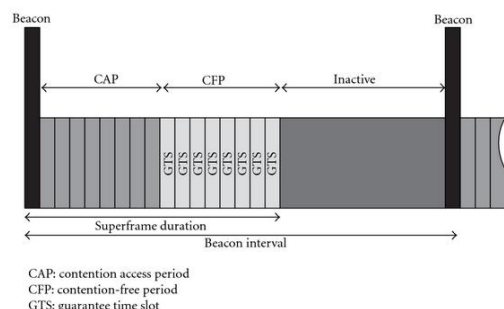 Beacon
Beacon
CAP
CFP
Inactive
GTS
GTS
GTS
GTS
GTS
GTS
GTS
GTS
Superframe duration
Beacon interval
CAP: contention access period
CFP: contention-free period
GTS: guarantee time slot